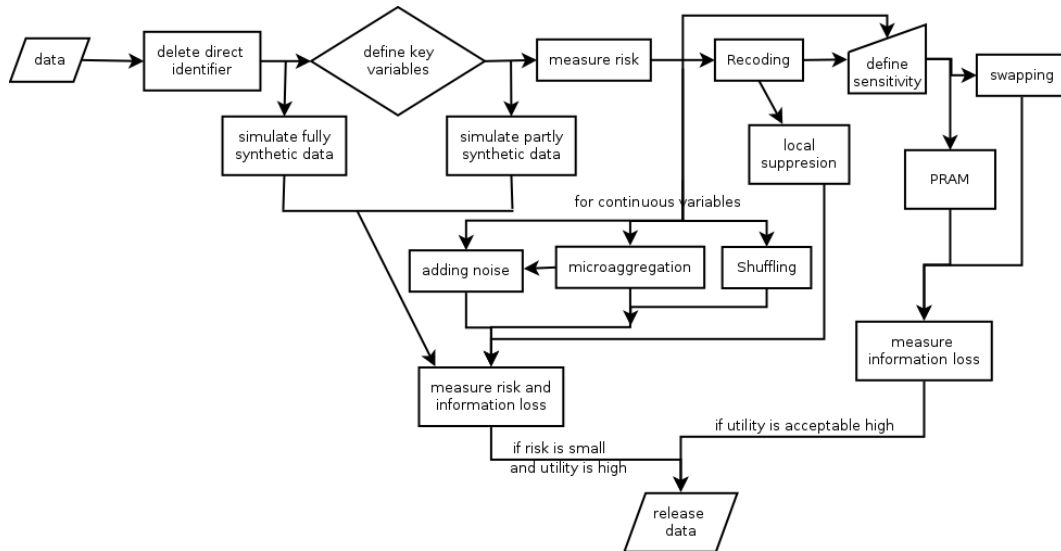 data
delete direct
identifier
define key
variables
measure risk
Recoding
define
sensitivity
swapping
simulate fully
synthetic data
simulate partly
synthetic data
local
suppresion
PRAM
for continuous variables
adding noise
microaggregation
Shuffling
measure
information loss
measure risk and
information loss
if utility is acceptable high
if risk is small
and utility is high
release
data